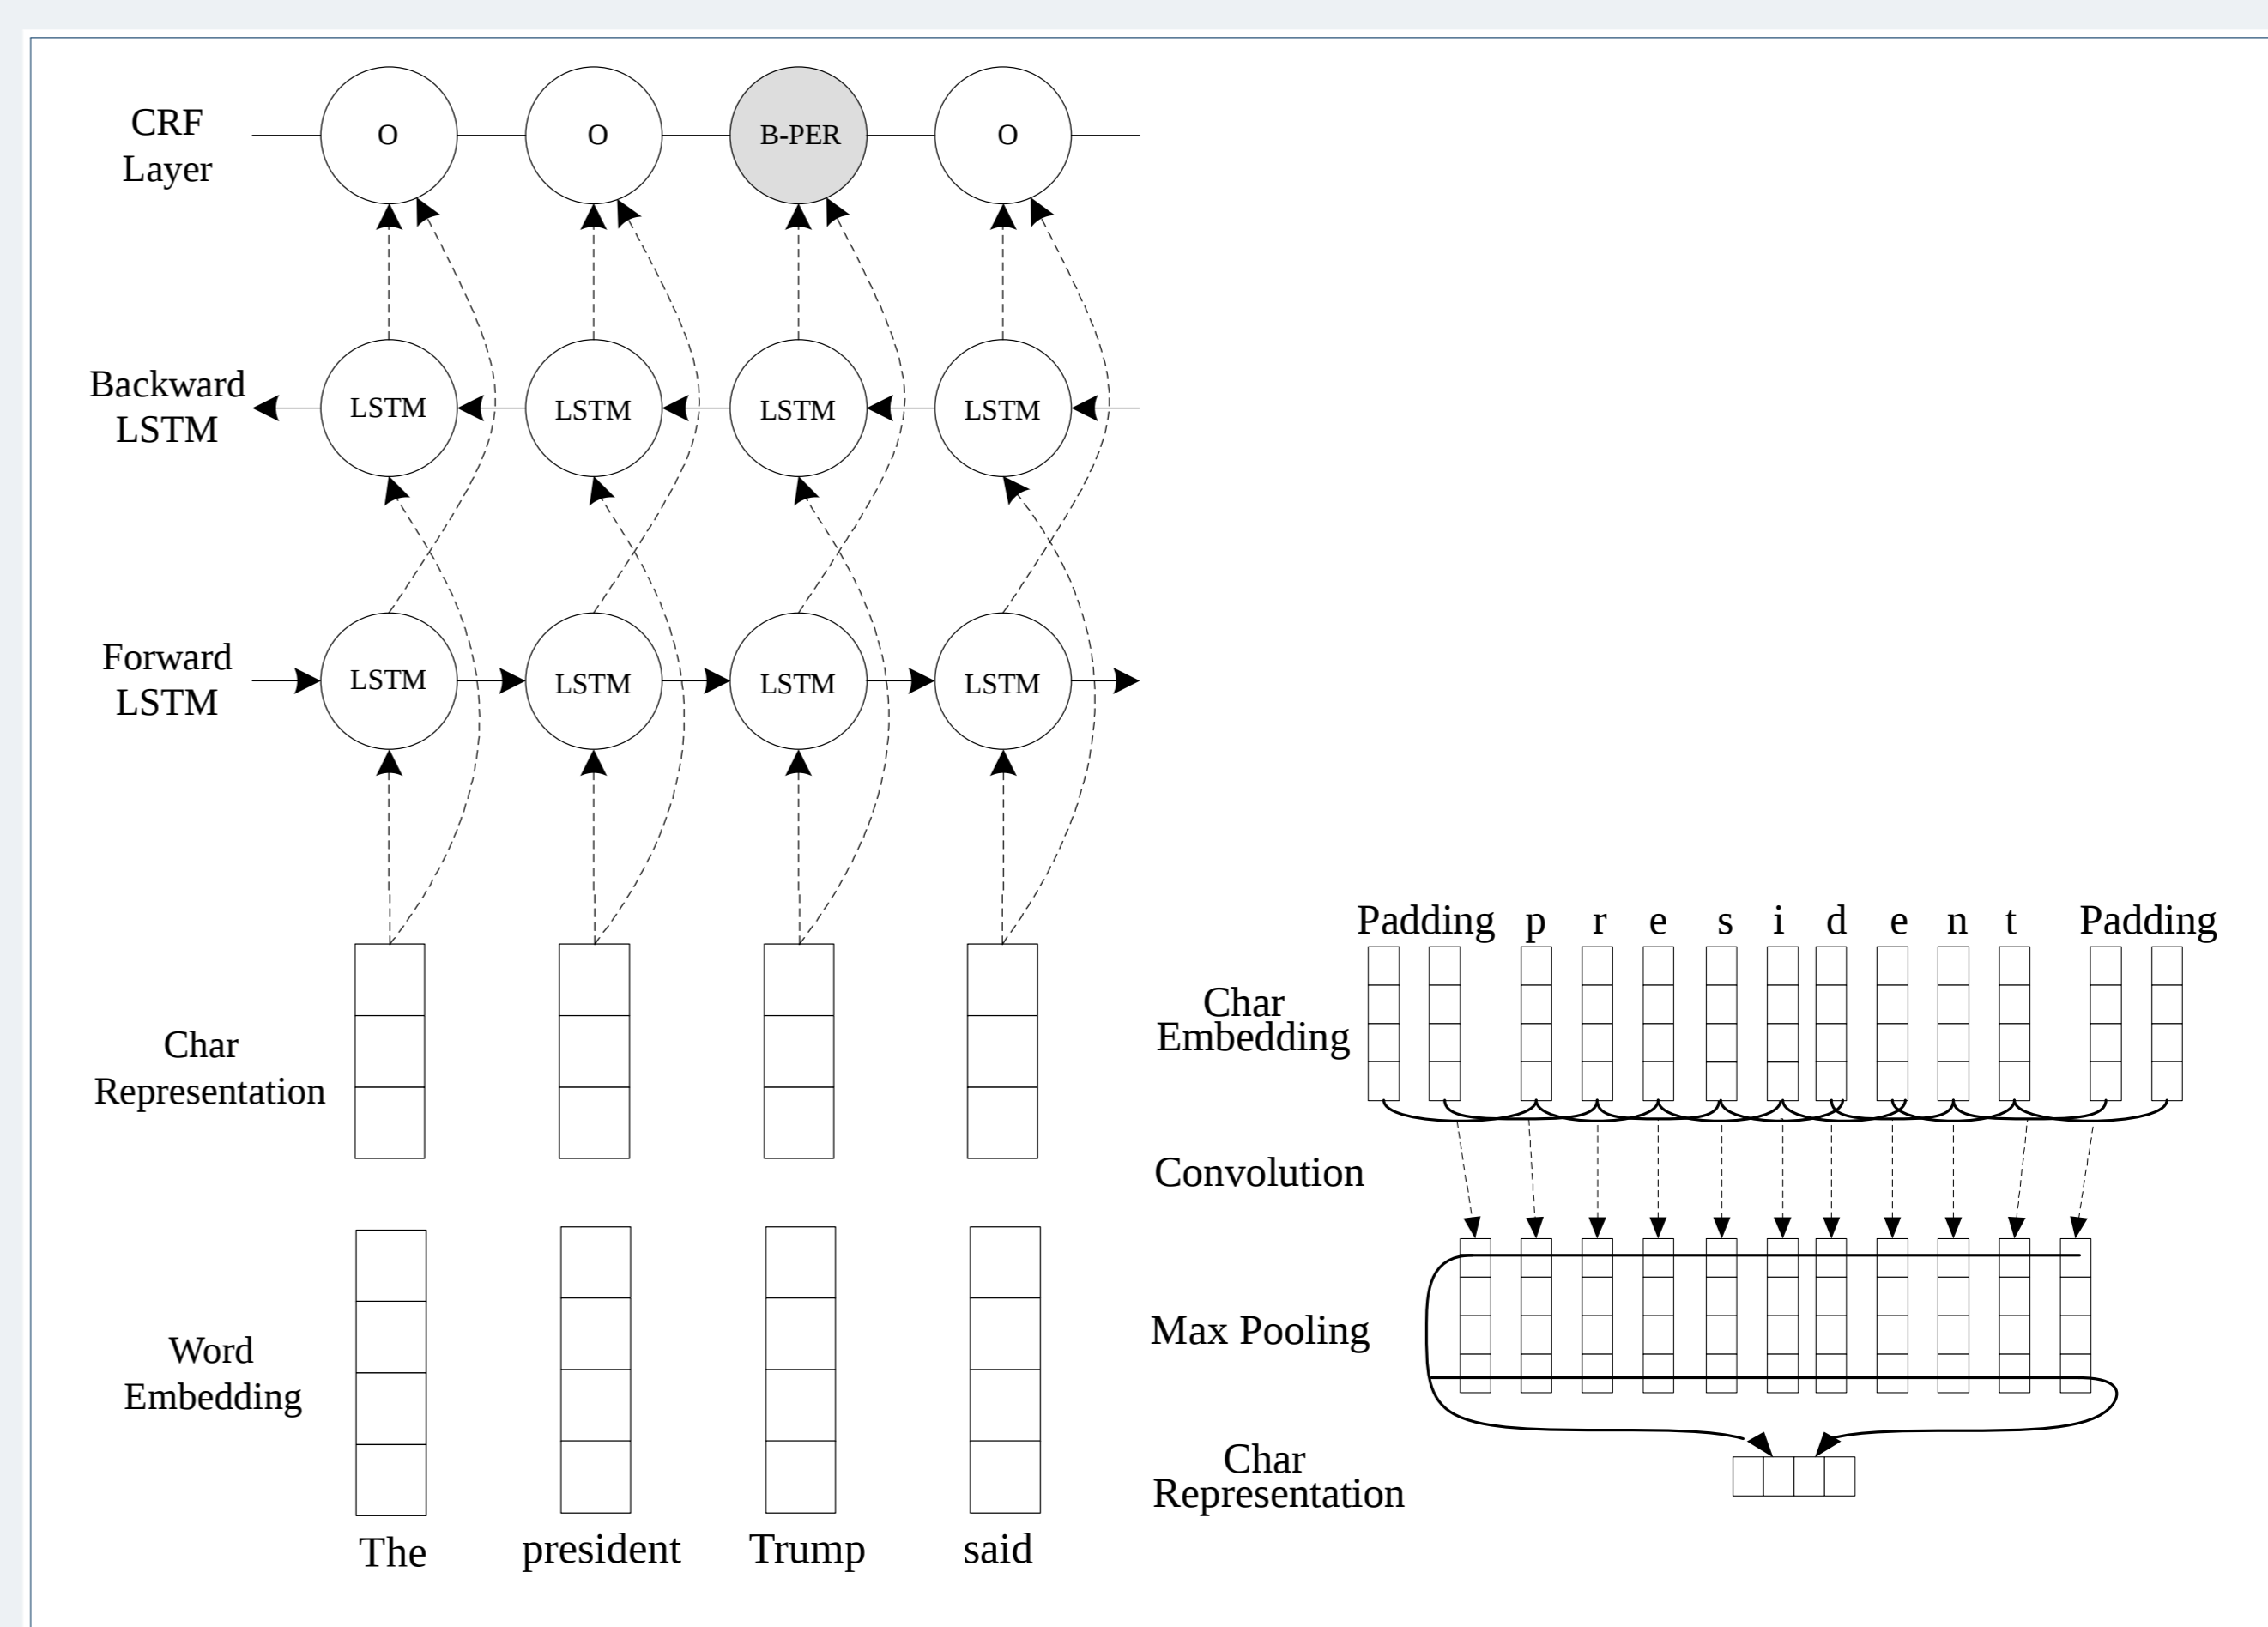 CRF
Layer
O O B-PER O
Backward
LSTM
LSTM LSTM LSTM LSTM
Forward
LSTM
LSTM LSTM LSTM LSTM
Char
Representation
Word
Embedding
The president Trump said
Padding p r e s i d e n t Padding
Char
Embedding
Convolution
Max Pooling
Char
Representation